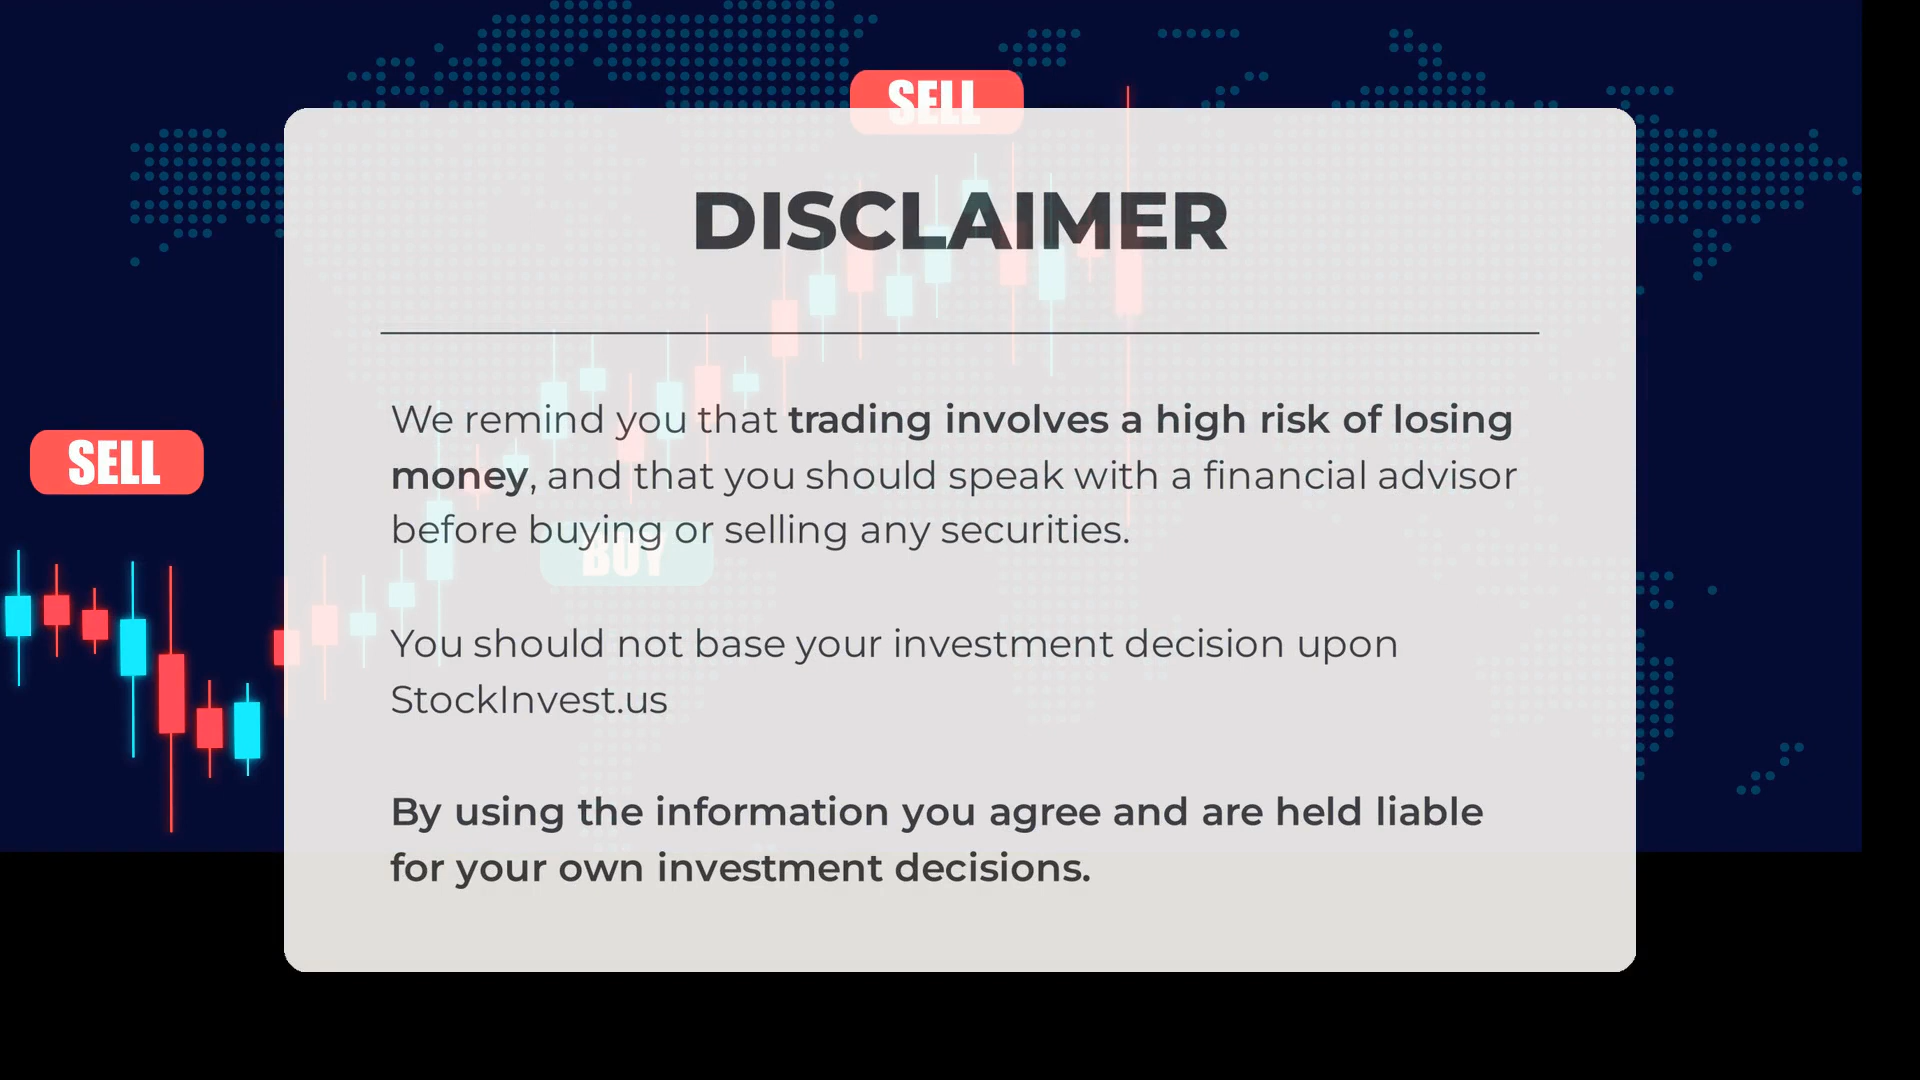 SELL
DISCLAIMER
We remind you that trading involves a high risk of losing
money, and that you should speak with a financial advisor
before buying or selling any securities.
SELL
BUY
You should not base your investment decision upon
StockInvest.us
By using the information you agree and are held liable
for your own investment decisions.